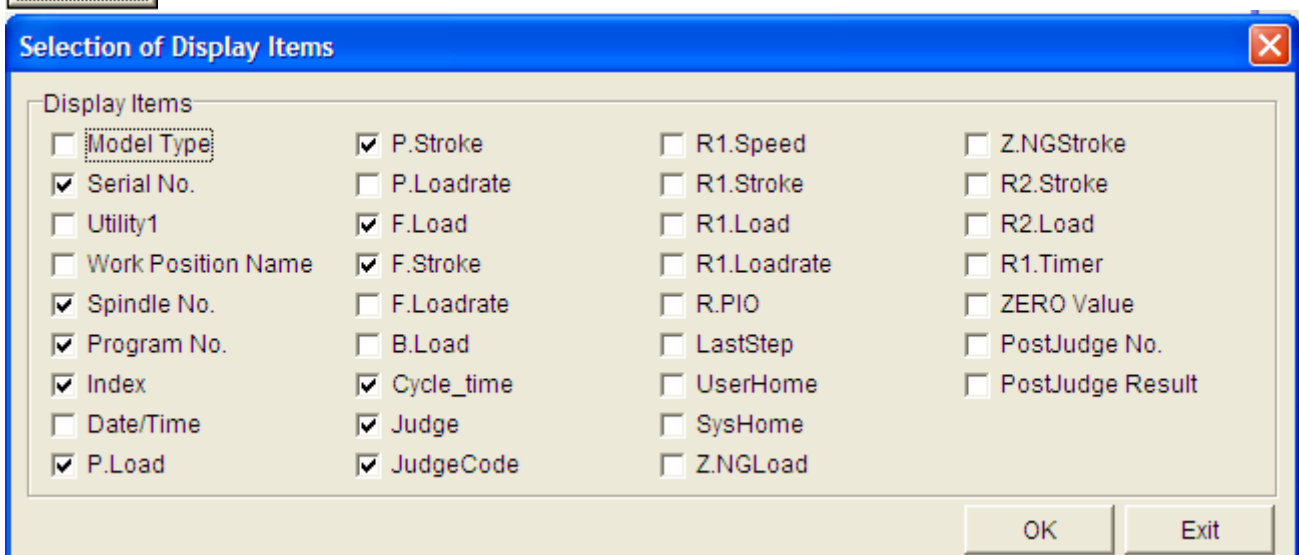 Selection of Display Items
Display Items
Model Type
Serial No.
Utility1
Work Position Name
Spindle No.
Program No.
Index
Date/Time
P.Load
P.Stroke
P.Loadrate
F.Load
F.Stroke
F.Loadrate
B.Load
Cycle_time
Judge
JudgeCode
R1.Speed
R1.Stroke
R1.Load
R1.Loadrate
R.PIO
LastStep
UserHome
SysHome
Z.NGLoad
Z.NGStroke
R2.Stroke
R2.Load
R1.Timer
ZERO Value
PostJudge No.
PostJudge Result
OK
Exit